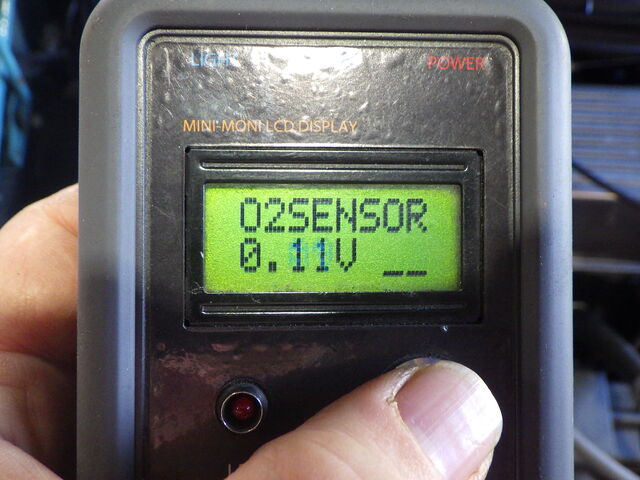 LIGHT
POWER
MINI-MONI LCD DISPLAY
O2SENSOR
0.11V __